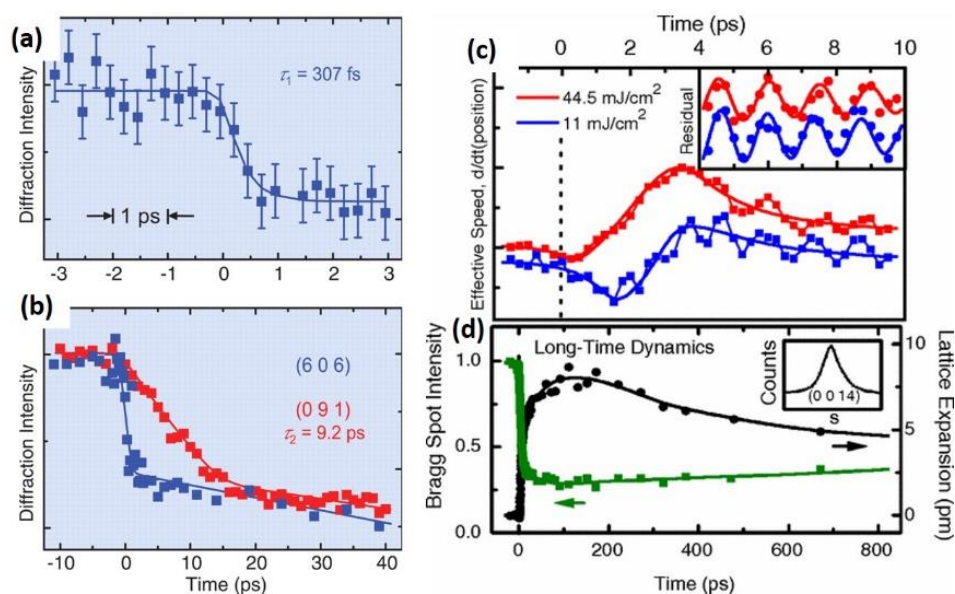 (a)
Diffraction Intensity
τ1 = 307 fs
1 ps
-3 -2 -1 0 1 2 3
(b)
Diffraction Intensity
(6 0 6)
(0 9 1)
τ2 = 9.2 ps
-10 0 10 20 30 40
Time (ps)
Time (ps)
(c)
0 2 4 6 8 10
44.5 mJ/cm²
11 mJ/cm²
Residual
Effective Speed, d/dt(position)
(d)
Long-Time Dynamics
Bragg Spot Intensity
1.0
0.5
0.0
Counts
(0 0 14)
s
Lattice Expansion (pm)
10
5
0
0 200 400 600 800
Time (ps)